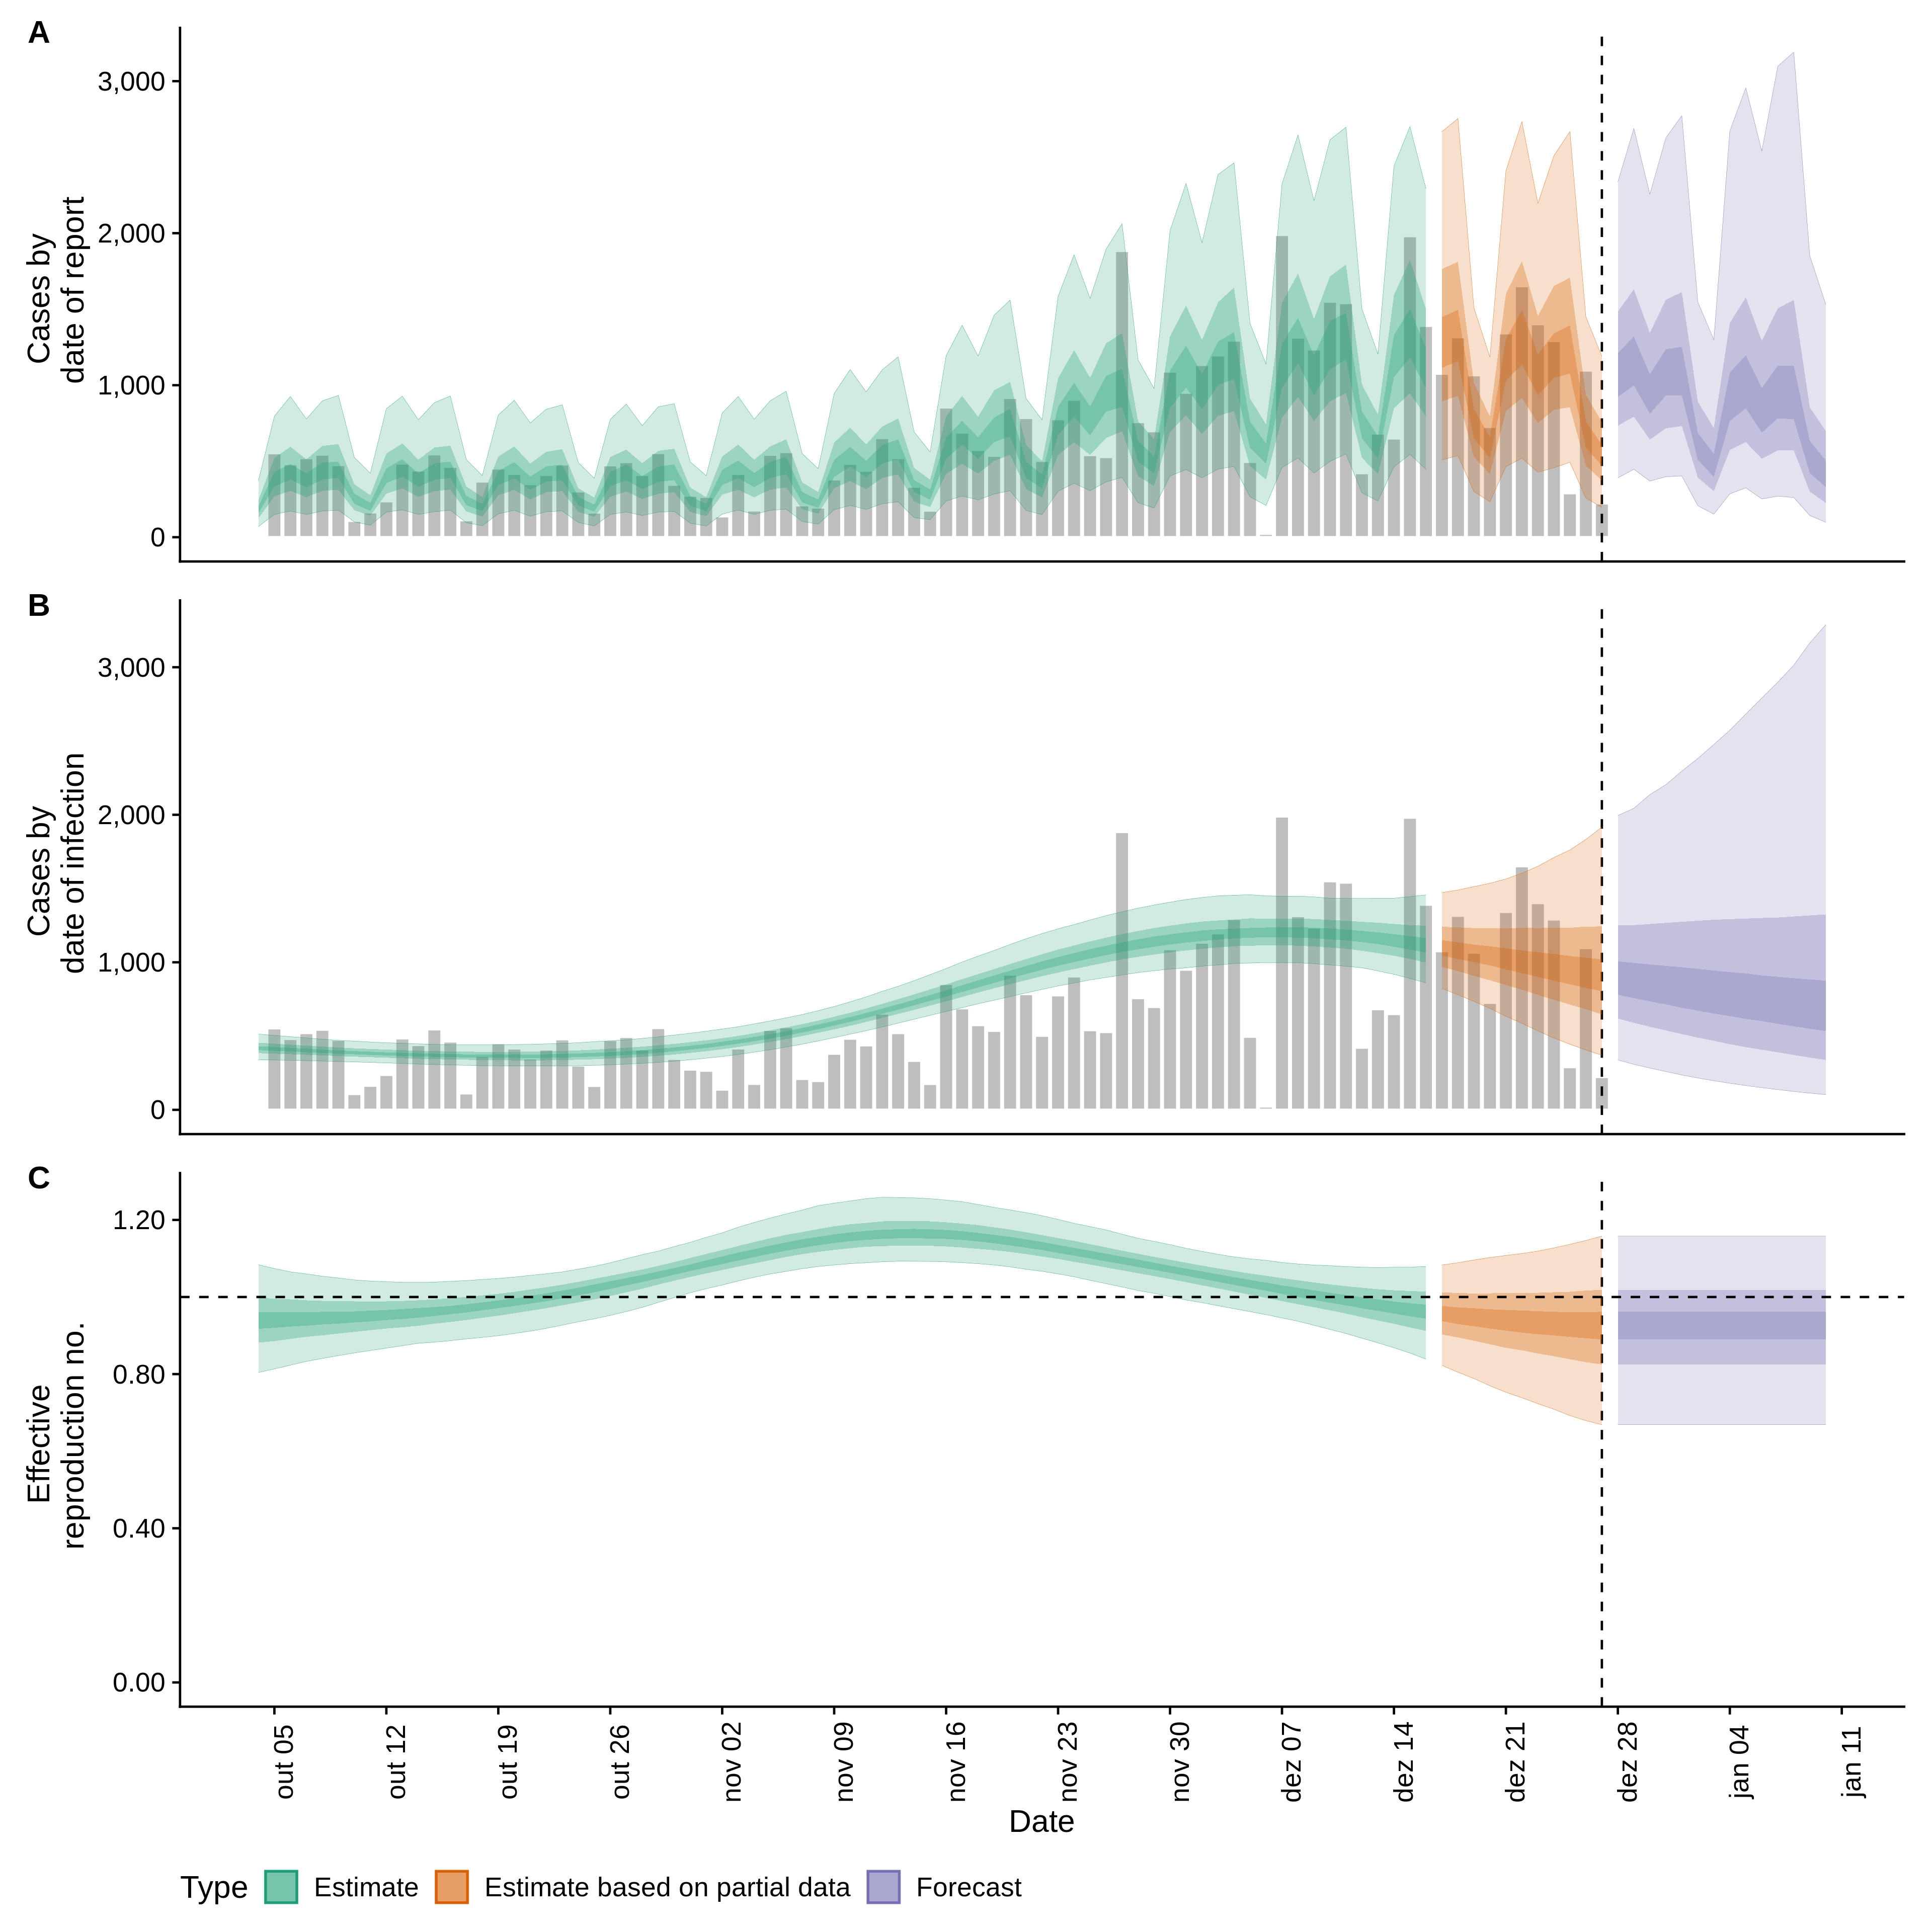 A
Cases by
date of report
3,000
2,000
1,000
0
B
Cases by
date of infection
3,000
2,000
1,000
0
C
Effective
reproduction no.
1.20
0.80
0.40
0.00
out 05
out 12
out 19
out 26
nov 02
nov 09
nov 16
nov 23
nov 30
dez 07
dez 14
dez 21
dez 28
jan 04
jan 11
Date
Type Estimate Estimate based on partial data Forecast